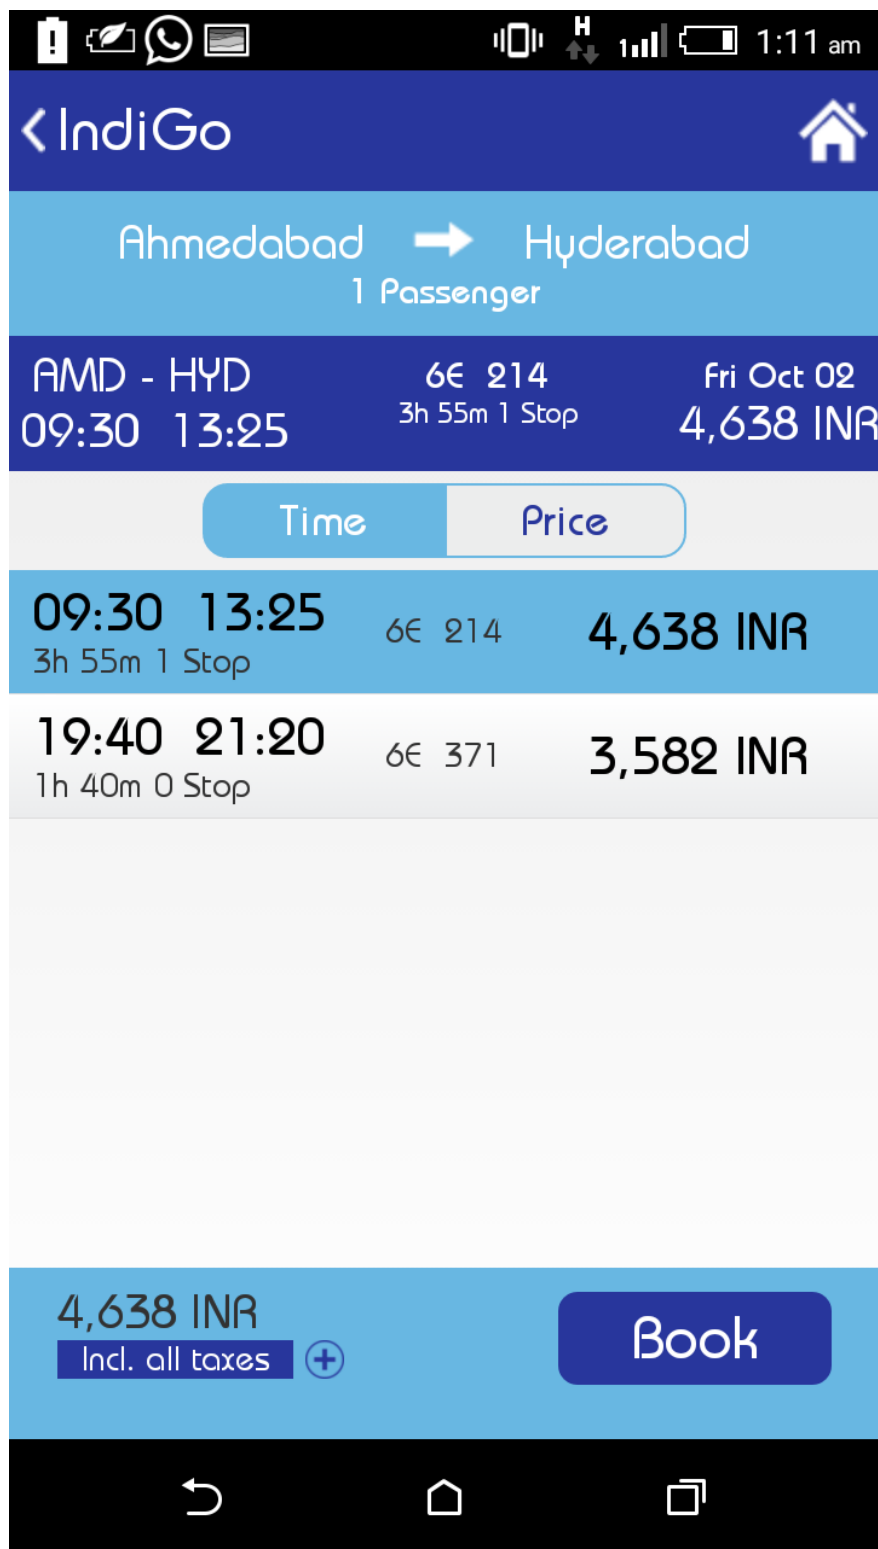 1:11 am
IndiGo
Ahmedabad Hyderabad
1 Passenger
AMD - HYD 6E 214 Fri Oct 02
09:30 13:25 3h 55m 1 Stop 4,638 INR
Time Price
09:30 13:25 6E 214 4,638 INR
3h 55m 1 Stop
19:40 21:20 6E 371 3,582 INR
1h 40m 0 Stop
4,638 INR
Incl. all taxes
Book